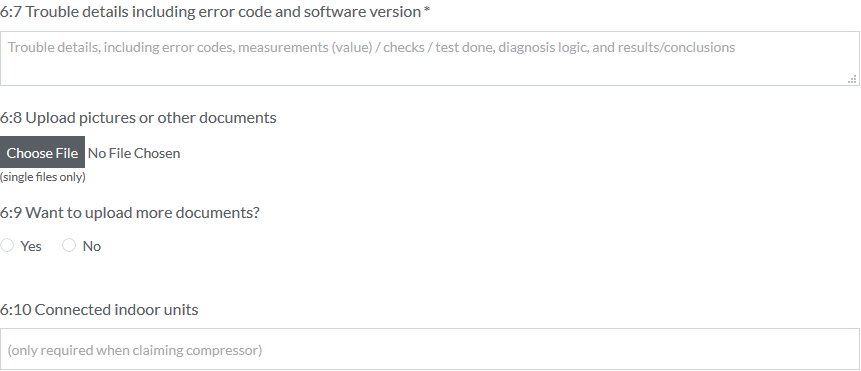 6:7 Trouble details including error code and software version *
Trouble details, including error codes, measurements (value) / checks / test done, diagnosis logic, and results/conclusions
6:8 Upload pictures or other documents
Choose File No File Chosen
(single files only)
6:9 Want to upload more documents?
Yes No
6:10 Connected indoor units
(only required when claiming compressor)